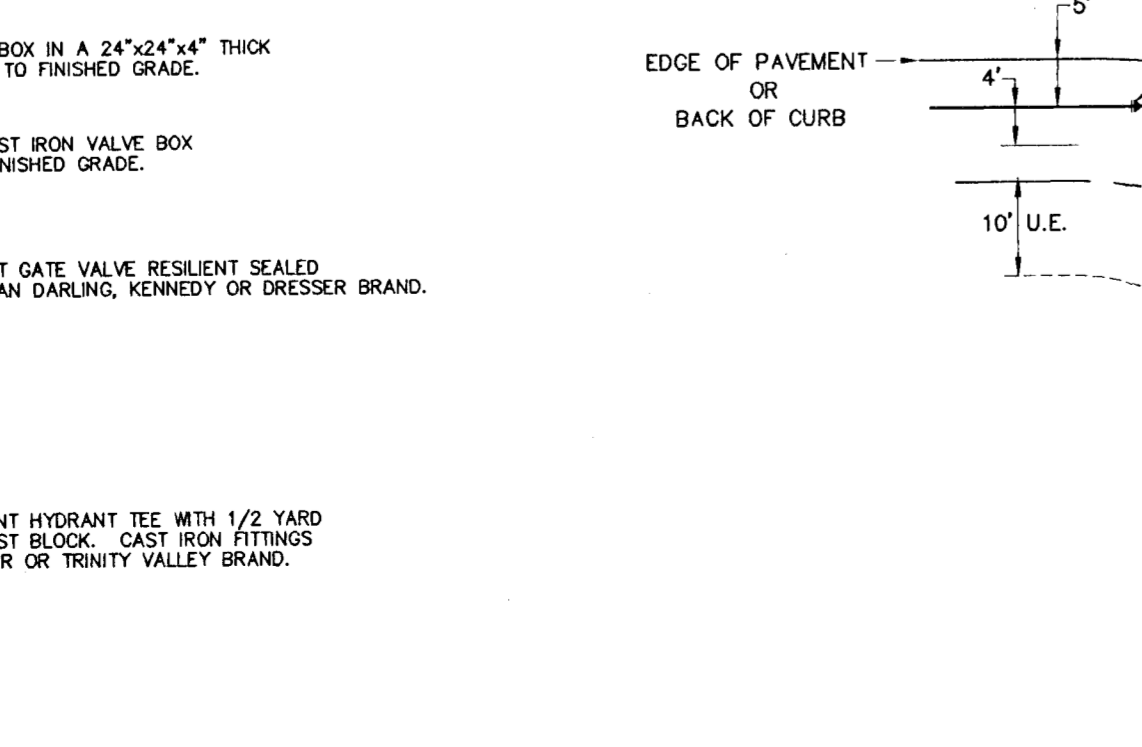 BOX IN A 24"x24"x4" THICK
TO FINISHED GRADE.
ST IRON VALVE BOX
NISHED GRADE.
T GATE VALVE RESILIENT SEALED
AN DARLING, KENNEDY OR DRESSER BRAND.
NT HYDRANT TEE WITH 1/2 YARD
ST BLOCK. CAST IRON FITTINGS
R OR TRINITY VALLEY BRAND.
5'
EDGE OF PAVEMENT
OR
BACK OF CURB
4'
10' U.E.